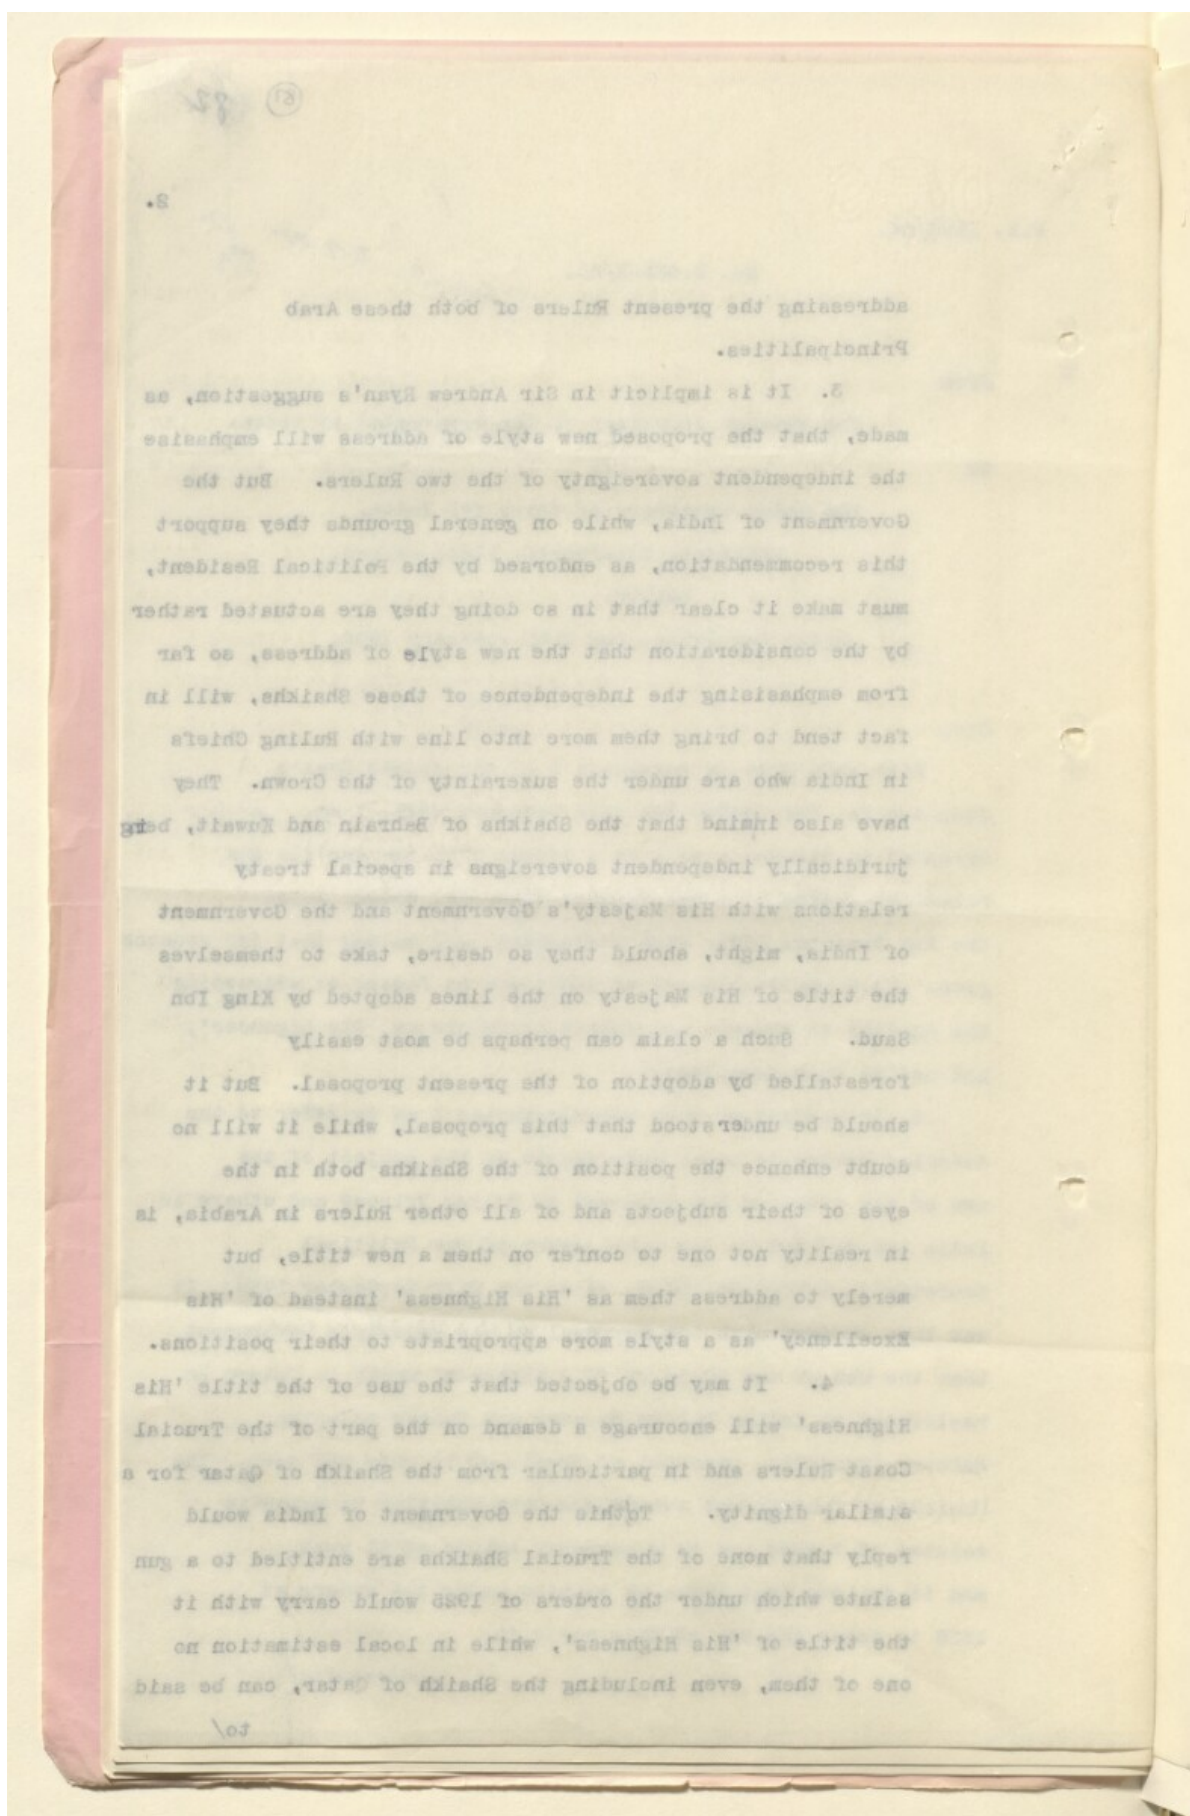 82
2.
addressing the present Rulers of both these Arab
Principalities.
3. It is implicit in Sir Andrew Ryan's suggestion, as
made, that the proposed new style of address will emphasise
the independent sovereignty of the two Rulers. But the
Government of India, while on general grounds they support
this recommendation, as endorsed by the Political Resident,
must make it clear that in so doing they are actuated rather
by the consideration that the new style of address, so far
from emphasising the independence of these Shaikhs, will in
fact tend to bring them more into line with Ruling Chiefs
in India who are under the suzerainty of the Crown. They
have also inmind that the Shaikhs of Bahrain and Kuwait, being
juridically independent sovereigns in special treaty
relations with His Majesty's Government and the Government
of India, might, should they so desire, take to themselves
the title of His Majesty on the lines adopted by King Ibn
Saud. Such a claim can perhaps be most easily
forestalled by adoption of the present proposal. But it
should be understood that this proposal, while it will no
doubt enhance the position of the Shaikhs both in the
eyes of their subjects and of all other Rulers in Arabia, is
in reality not one to confer on them a new title, but
merely to address them as 'His Highness' instead of 'His
Excellency' as a style more appropriate to their positions.
4. It may be objected that the use of the title 'His
Highness' will encourage a demand on the part of the Trucial
Coast Rulers and in particular from the Shaikh of Qatar for a
similar dignity. To this the Government of India would
reply that none of the Trucial Shaikhs are entitled to a gun
salute which under the orders of 1925 would carry with it
the title of 'His Highness', while in local estimation no
one of them, even including the Shaikh of Qatar, can be said
to/